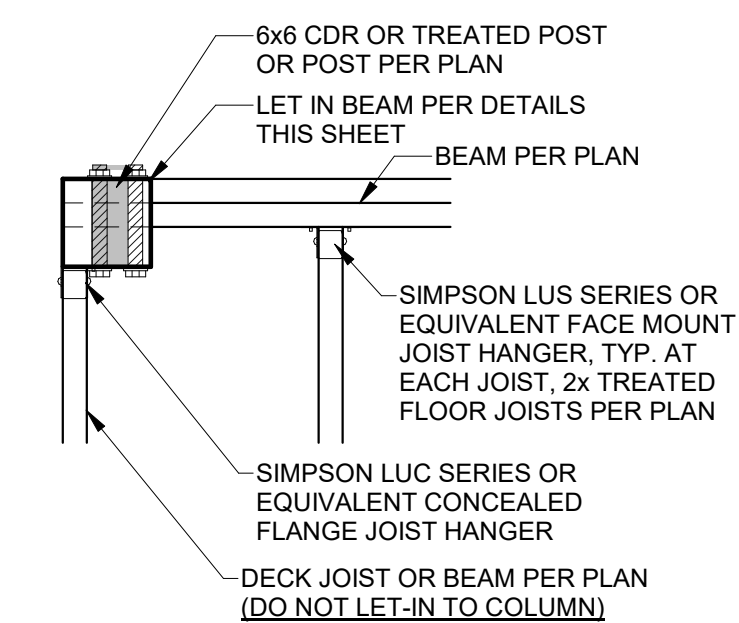 6x6 CDR OR TREATED POST
OR POST PER PLAN
LET IN BEAM PER DETAILS
THIS SHEET
BEAM PER PLAN
SIMPSON LUS SERIES OR
EQUIVALENT FACE MOUNT
JOIST HANGER, TYP. AT
EACH JOIST, 2x TREATED
FLOOR JOISTS PER PLAN
SIMPSON LUC SERIES OR
EQUIVALENT CONCEALED
FLANGE JOIST HANGER
DECK JOIST OR BEAM PER PLAN
(DO NOT LET-IN TO COLUMN)